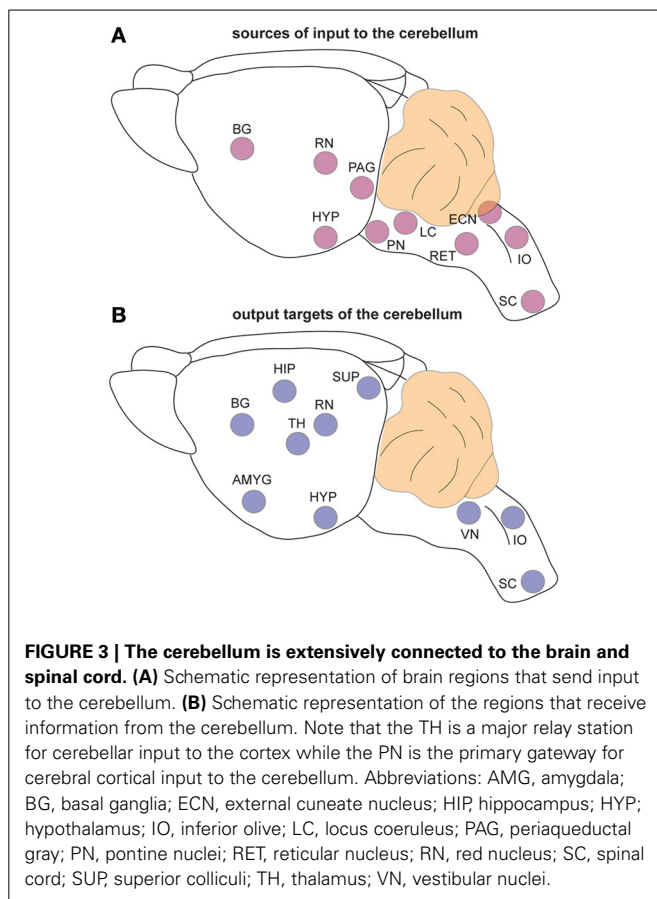 A
sources of input to the cerebellum
BG
RN
PAG
HYP
PN
LC
ECN
RET
IO
SC
B
output targets of the cerebellum
HIP
SUP
BG
TH
RN
AMYG
HYP
VN
IO
SC
FIGURE 3 | The cerebellum is extensively connected to the brain and
spinal cord. (A) Schematic representation of brain regions that send input
to the cerebellum. (B) Schematic representation of the regions that receive
information from the cerebellum. Note that the TH is a major relay station
for cerebellar input to the cortex while the PN is the primary gateway for
cerebral cortical input to the cerebellum. Abbreviations: AMG, amygdala;
BG, basal ganglia; ECN, external cuneate nucleus; HIP, hippocampus; HYP;
hypothalamus; IO, inferior olive; LC, locus coeruleus; PAG, periaqueductal
gray; PN, pontine nuclei; RET, reticular nucleus; RN, red nucleus; SC, spinal
cord; SUP, superior colliculi; TH, thalamus; VN, vestibular nuclei.